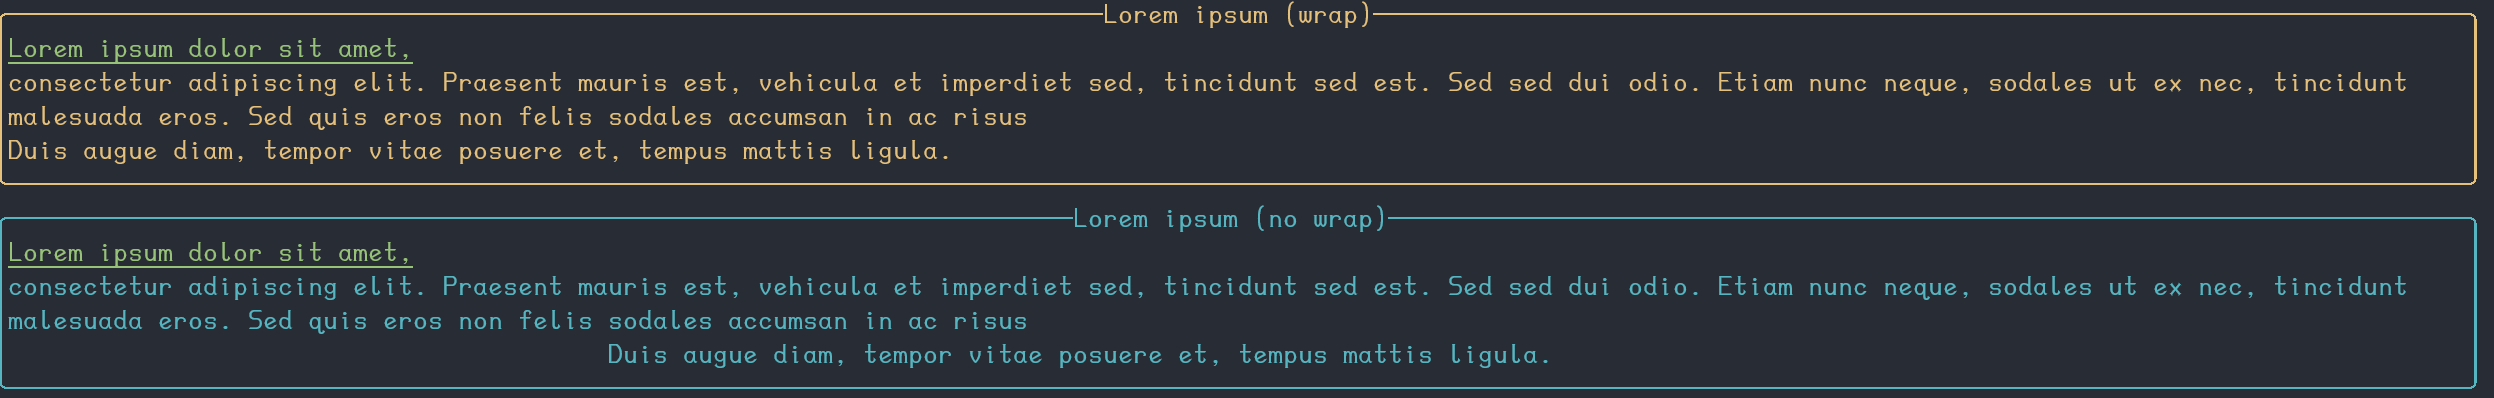 Lorem ipsum (wrap)
Lorem ipsum dolor sit amet,
consectetur adipiscing elit. Praesent mauris est, vehicula et imperdiet sed, tincidunt sed est. Sed sed dui odio. Etiam nunc neque, sodales ut ex nec, tincidunt
malesuada eros. Sed quis eros non felis sodales accumsan in ac risus
Duis augue diam, tempor vitae posuere et, tempus mattis ligula.
Lorem ipsum (no wrap)
Lorem ipsum dolor sit amet,
consectetur adipiscing elit. Praesent mauris est, vehicula et imperdiet sed, tincidunt sed est. Sed sed dui odio. Etiam nunc neque, sodales ut ex nec, tincidunt
malesuada eros. Sed quis eros non felis sodales accumsan in ac risus
Duis augue diam, tempor vitae posuere et, tempus mattis ligula.